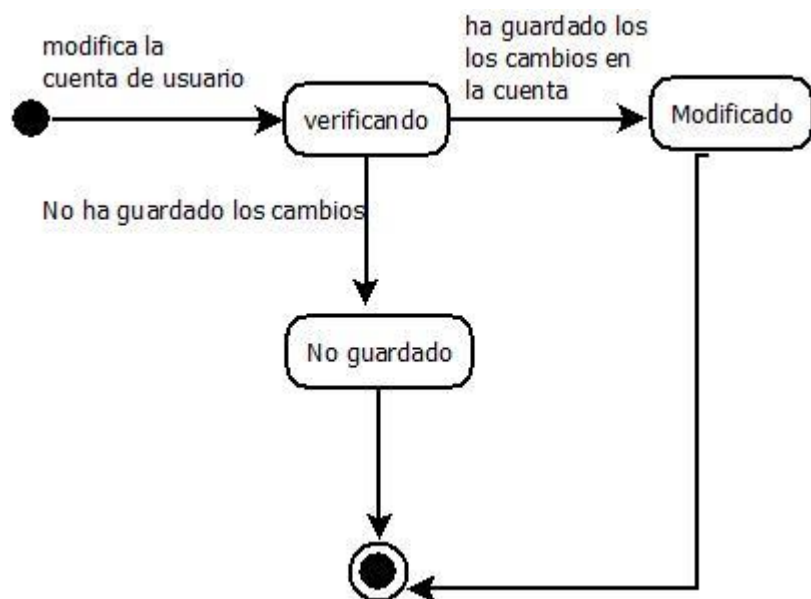 modifica la
cuenta de usuario
ha guardado los
los cambios en
la cuenta
verificando
Modificado
No ha guardado los cambios
No guardado